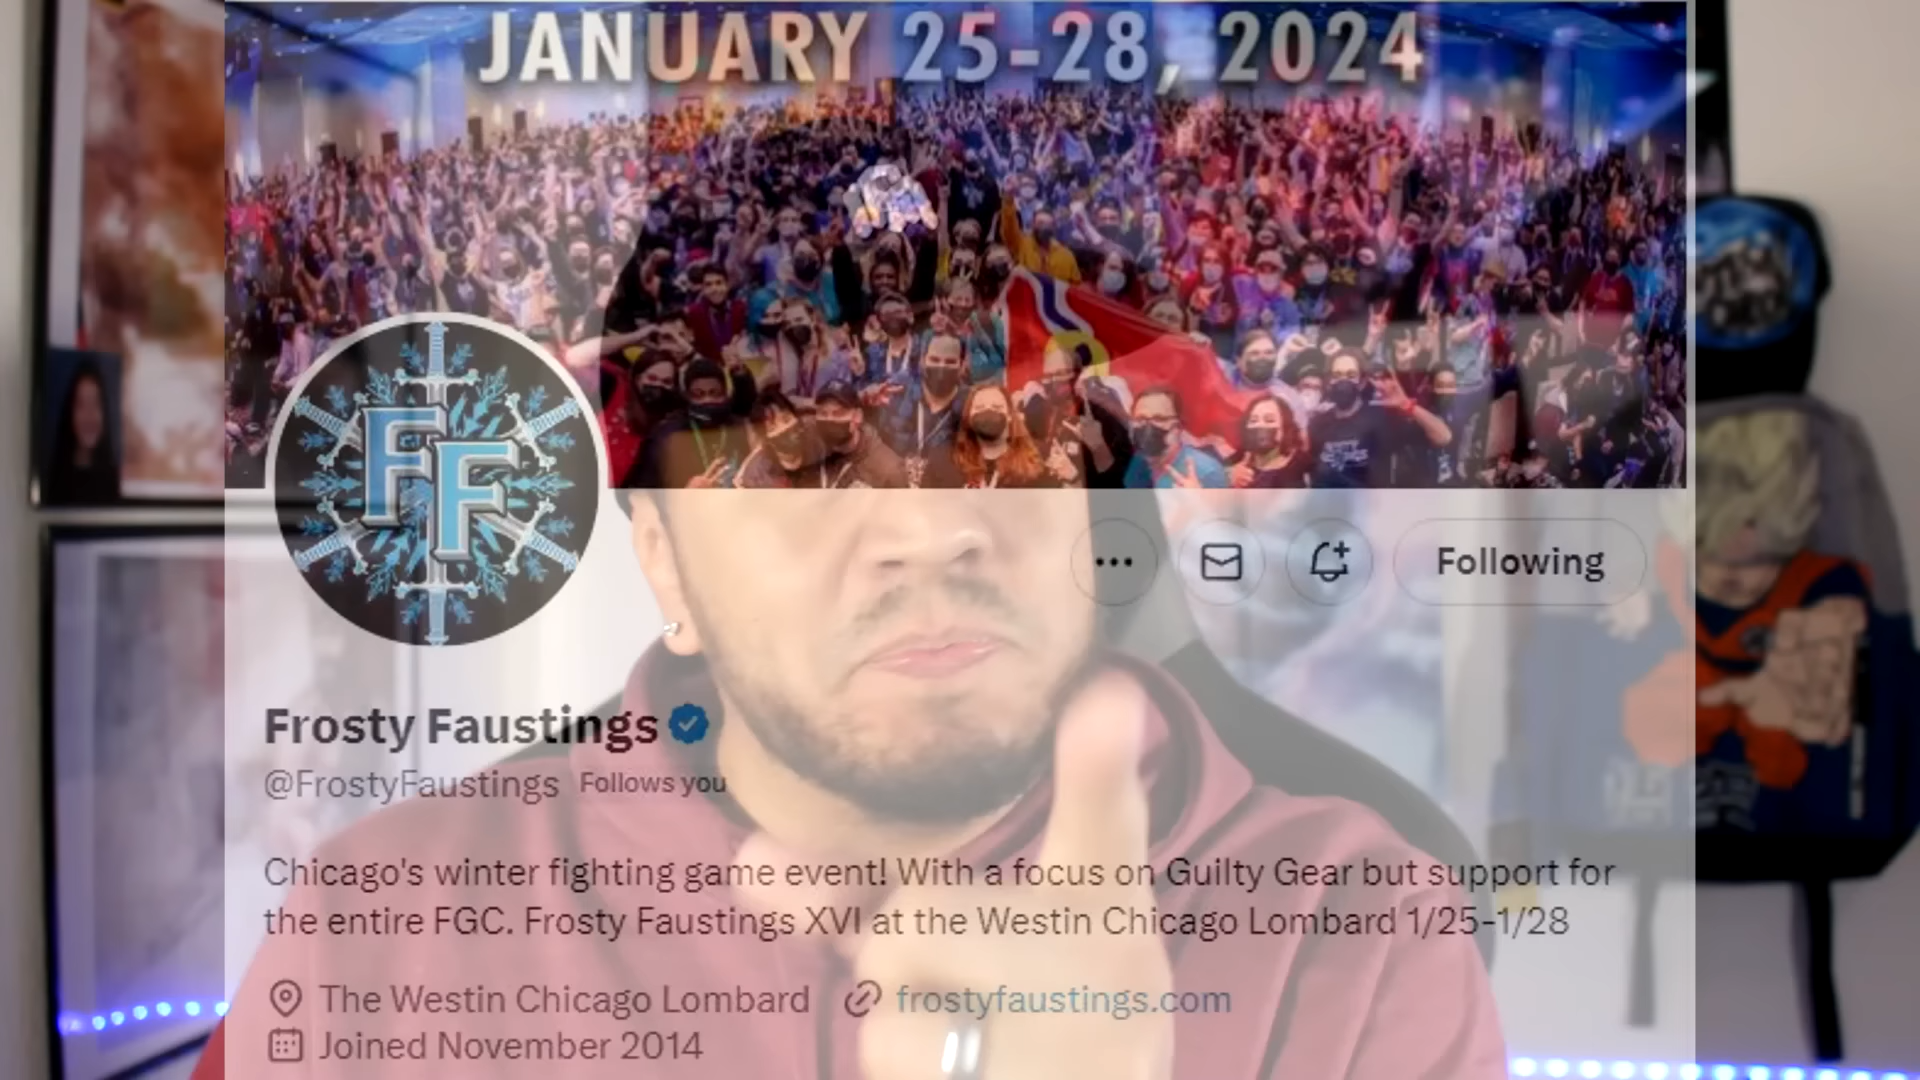 JANUARY 25-28, 2024
FF
Following
Frosty Faustings
@FrostyFaustings Follows you
Chicago's winter fighting game event! With a focus on Guilty Gear but support for
the entire FGC. Frosty Faustings XVI at the Westin Chicago Lombard 1/25-1/28
The Westin Chicago Lombard frostyfaustings.com
Joined November 2014